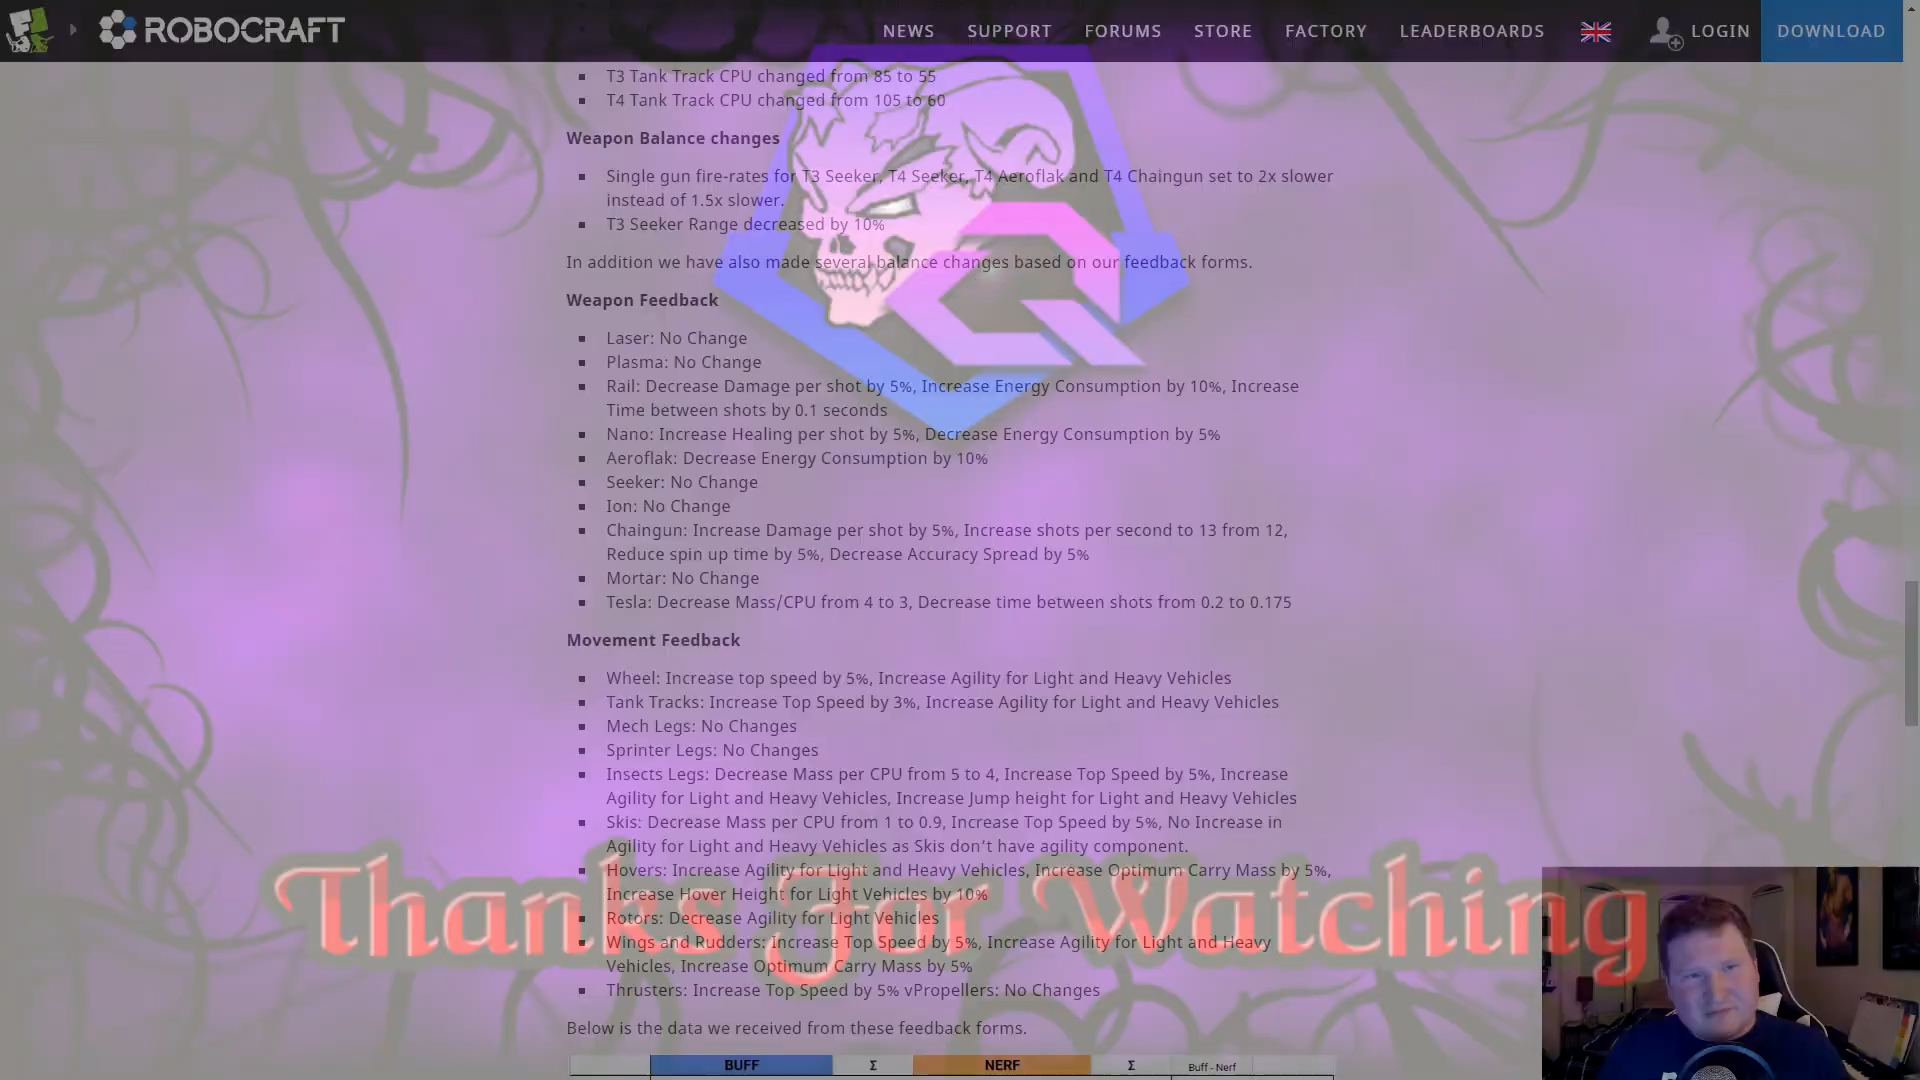 ROBOCRAFT NEWS SUPPORT FORUMS STORE FACTORY LEADERBOARDS LOGIN DOWNLOAD
T3 Tank Track CPU changed from 85 to 55
T4 Tank Track CPU changed from 105 to 60
Weapon Balance changes
Single gun fire-rates for T3 Seeker, T4 Seeker, T4 Aeroflak and T4 Chaingun set to 2x slower
instead of 1.5x slower.
T3 Seeker Range decreased by 10%
In addition we have also made several balance changes based on our feedback forms.
Weapon Feedback
Laser: No Change
Plasma: No Change
Rail: Decrease Damage per shot by 5%, Increase Energy Consumption by 10%, Increase
Time between shots by 0.1 seconds
Nano: Increase Healing per shot by 5%, Decrease Energy Consumption by 5%
Aeroflak: Decrease Energy Consumption by 10%
Seeker: No Change
Ion: No Change
Chaingun: Increase Damage per shot by 5%, Increase shots per second to 13 from 12,
Reduce spin up time by 5%, Decrease Accuracy Spread by 5%
Mortar: No Change
Tesla: Decrease Mass/CPU from 4 to 3, Decrease time between shots from 0.2 to 0.175
Movement Feedback
Wheel: Increase top speed by 5%, Increase Agility for Light and Heavy Vehicles
Tank Tracks: Increase Top Speed by 3%, Increase Agility for Light and Heavy Vehicles
Mech Legs: No Changes
Sprinter Legs: No Changes
Insects Legs: Decrease Mass per CPU from 5 to 4, Increase Top Speed by 5%, Increase
Agility for Light and Heavy Vehicles, Increase Jump height for Light and Heavy Vehicles
Skis: Decrease Mass per CPU from 1 to 0.9, Increase Top Speed by 5%, No Increase in
Agility for Light and Heavy Vehicles as Skis don't have agility component.
Hovers: Increase Agility for Light and Heavy Vehicles, Increase Optimum Carry Mass by 5%,
Increase Hover Height for Light Vehicles by 10%
Thanks For Watching
Rotors: Decrease Agility for Light Vehicles
Wings and Rudders: Increase Top Speed by 5%, Increase Agility for Light and Heavy
Vehicles, Increase Optimum Carry Mass by 5%
Thrusters: Increase Top Speed by 5% vPropellers: No Changes
Below is the data we received from these feedback forms.
BUFF Σ NERF Σ Buff - Nerf